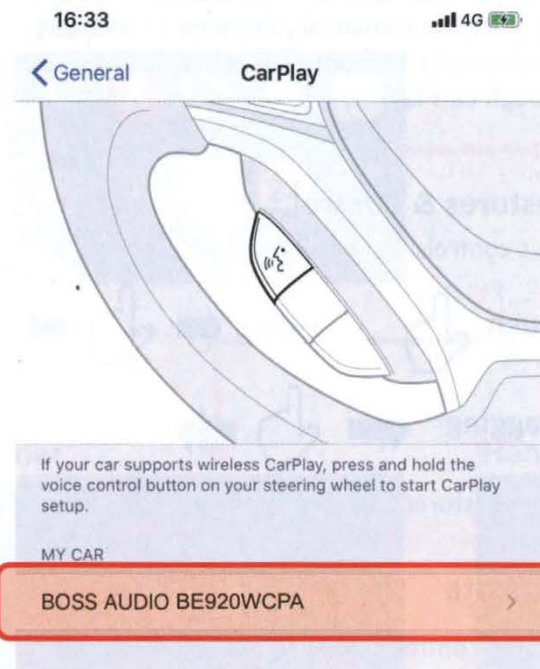 16:33
4G
General
CarPlay
If your car supports wireless CarPlay, press and hold the
voice control button on your steering wheel to start CarPlay
setup.
MY CAR
BOSS AUDIO BE920WCPA